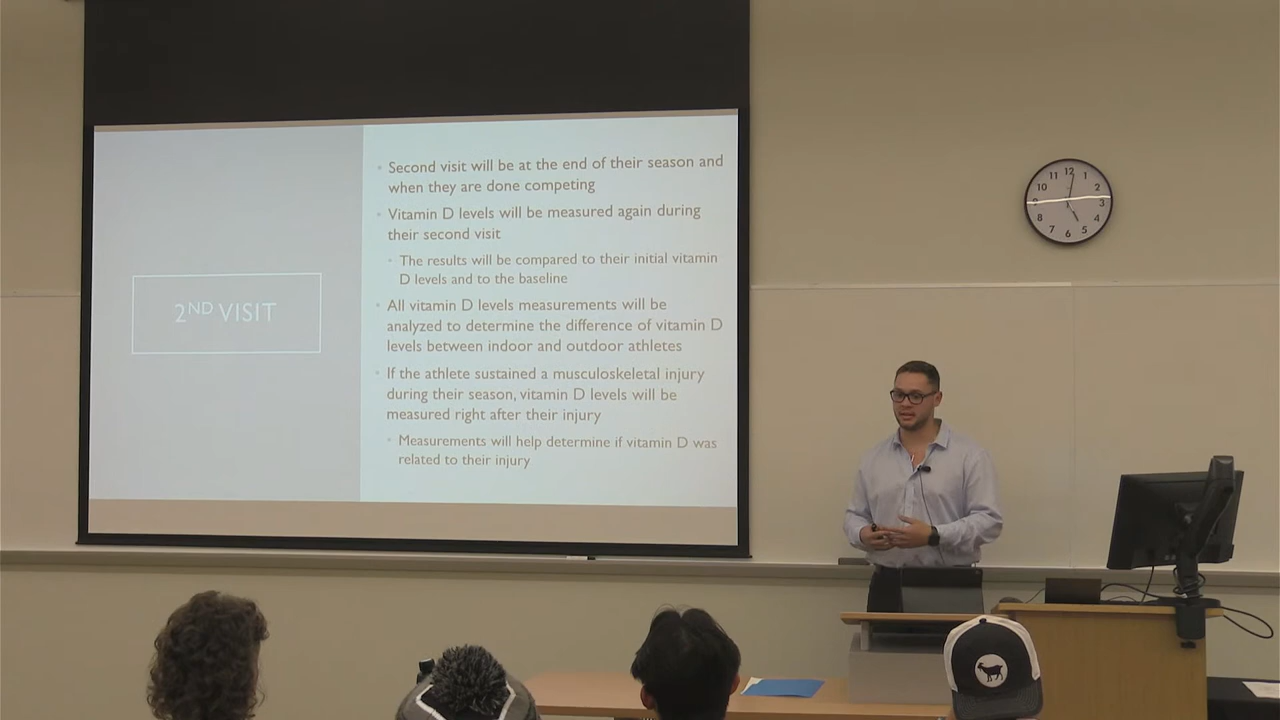 2ND VISIT
Second visit will be at the end of their season and
when they are done competing
Vitamin D levels will be measured again during
their second visit
The results will be compared to their initial vitamin
D levels and to the baseline
All vitamin D levels measurements will be
analyzed to determine the difference of vitamin D
levels between indoor and outdoor athletes
If the athlete sustained a musculoskeletal injury
during their season, vitamin D levels will be
measured right after their injury
Measurements will help determine if vitamin D was
related to their injury
12
1
2
3
4
5
6
7
8
9
10
11